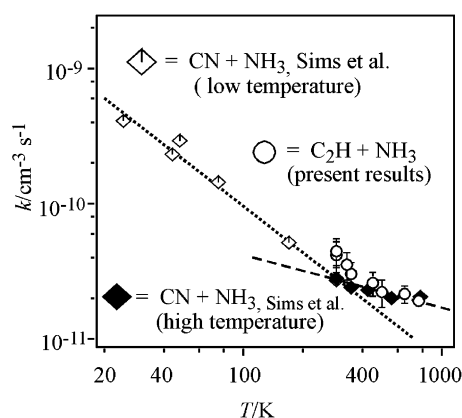 10⁻⁹
= CN + NH₃, Sims et al.
( low temperature)
= C₂H + NH₃
(present results)
k/cm⁻³ s⁻¹
10⁻¹⁰
= CN + NH₃, Sims et al.
(high temperature)
10⁻¹¹
20 40 100 400 1000
T/K